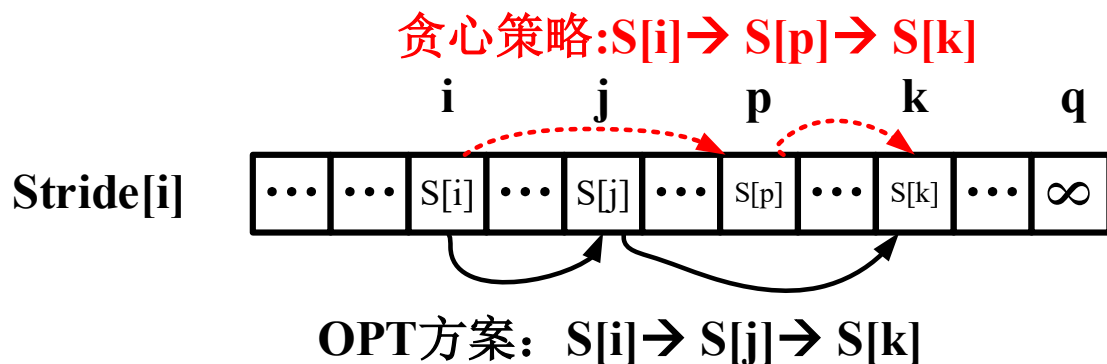 贪心策略:S[i]→ S[p]→ S[k]
i j p k q
Stride[i] ··· ··· S[i] ··· S[j] ··· S[p] ··· S[k] ··· ∞
OPT方案：S[i]→ S[j]→ S[k]